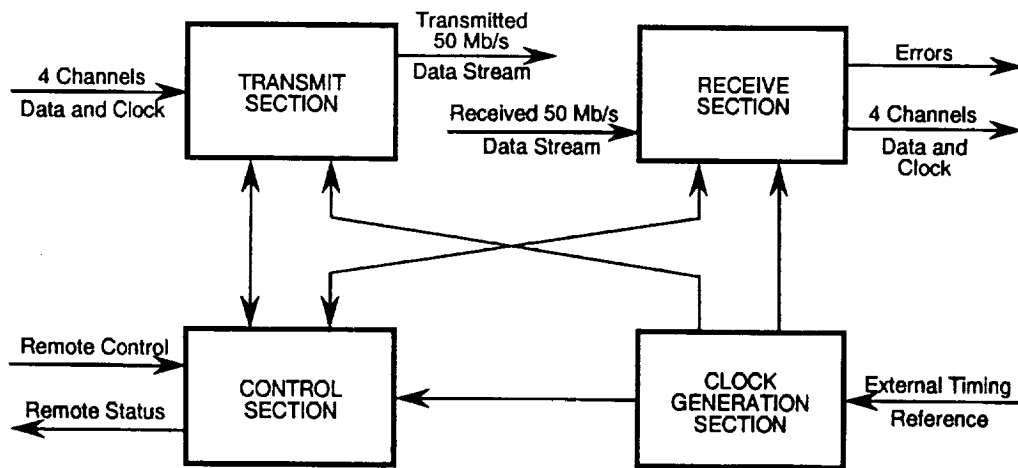 4 Channels
Data and Clock
TRANSMIT
SECTION
Transmitted
50 Mb/s
Data Stream
Received 50 Mb/s
Data Stream
RECEIVE
SECTION
Errors
4 Channels
Data and
Clock
Remote Control
Remote Status
CONTROL
SECTION
CLOCK
GENERATION
SECTION
External Timing
Reference